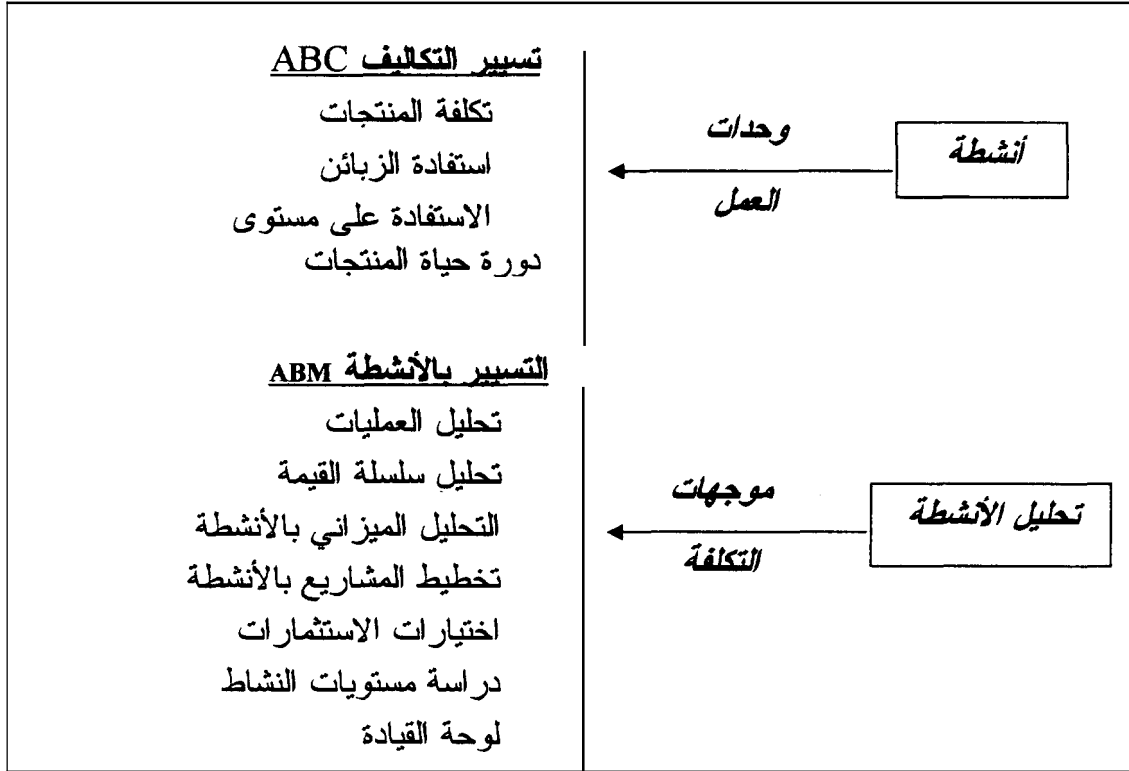 تسيير التكاليف ABC
تكلفة المنتجات
استفادة الزبائن
الاستفادة على مستوى
دورة حياة المنتجات
وحدات
العمل
أنشطة
التسيير بالأنشطة ABM
تحليل العمليات
تحليل سلسلة القيمة
التحليل الميزاني بالأنشطة
تخطيط المشاريع بالأنشطة
اختيارات الاستثمارات
دراسة مستويات النشاط
لوحة القيادة
موجهات
التكلفة
تحليل الأنشطة